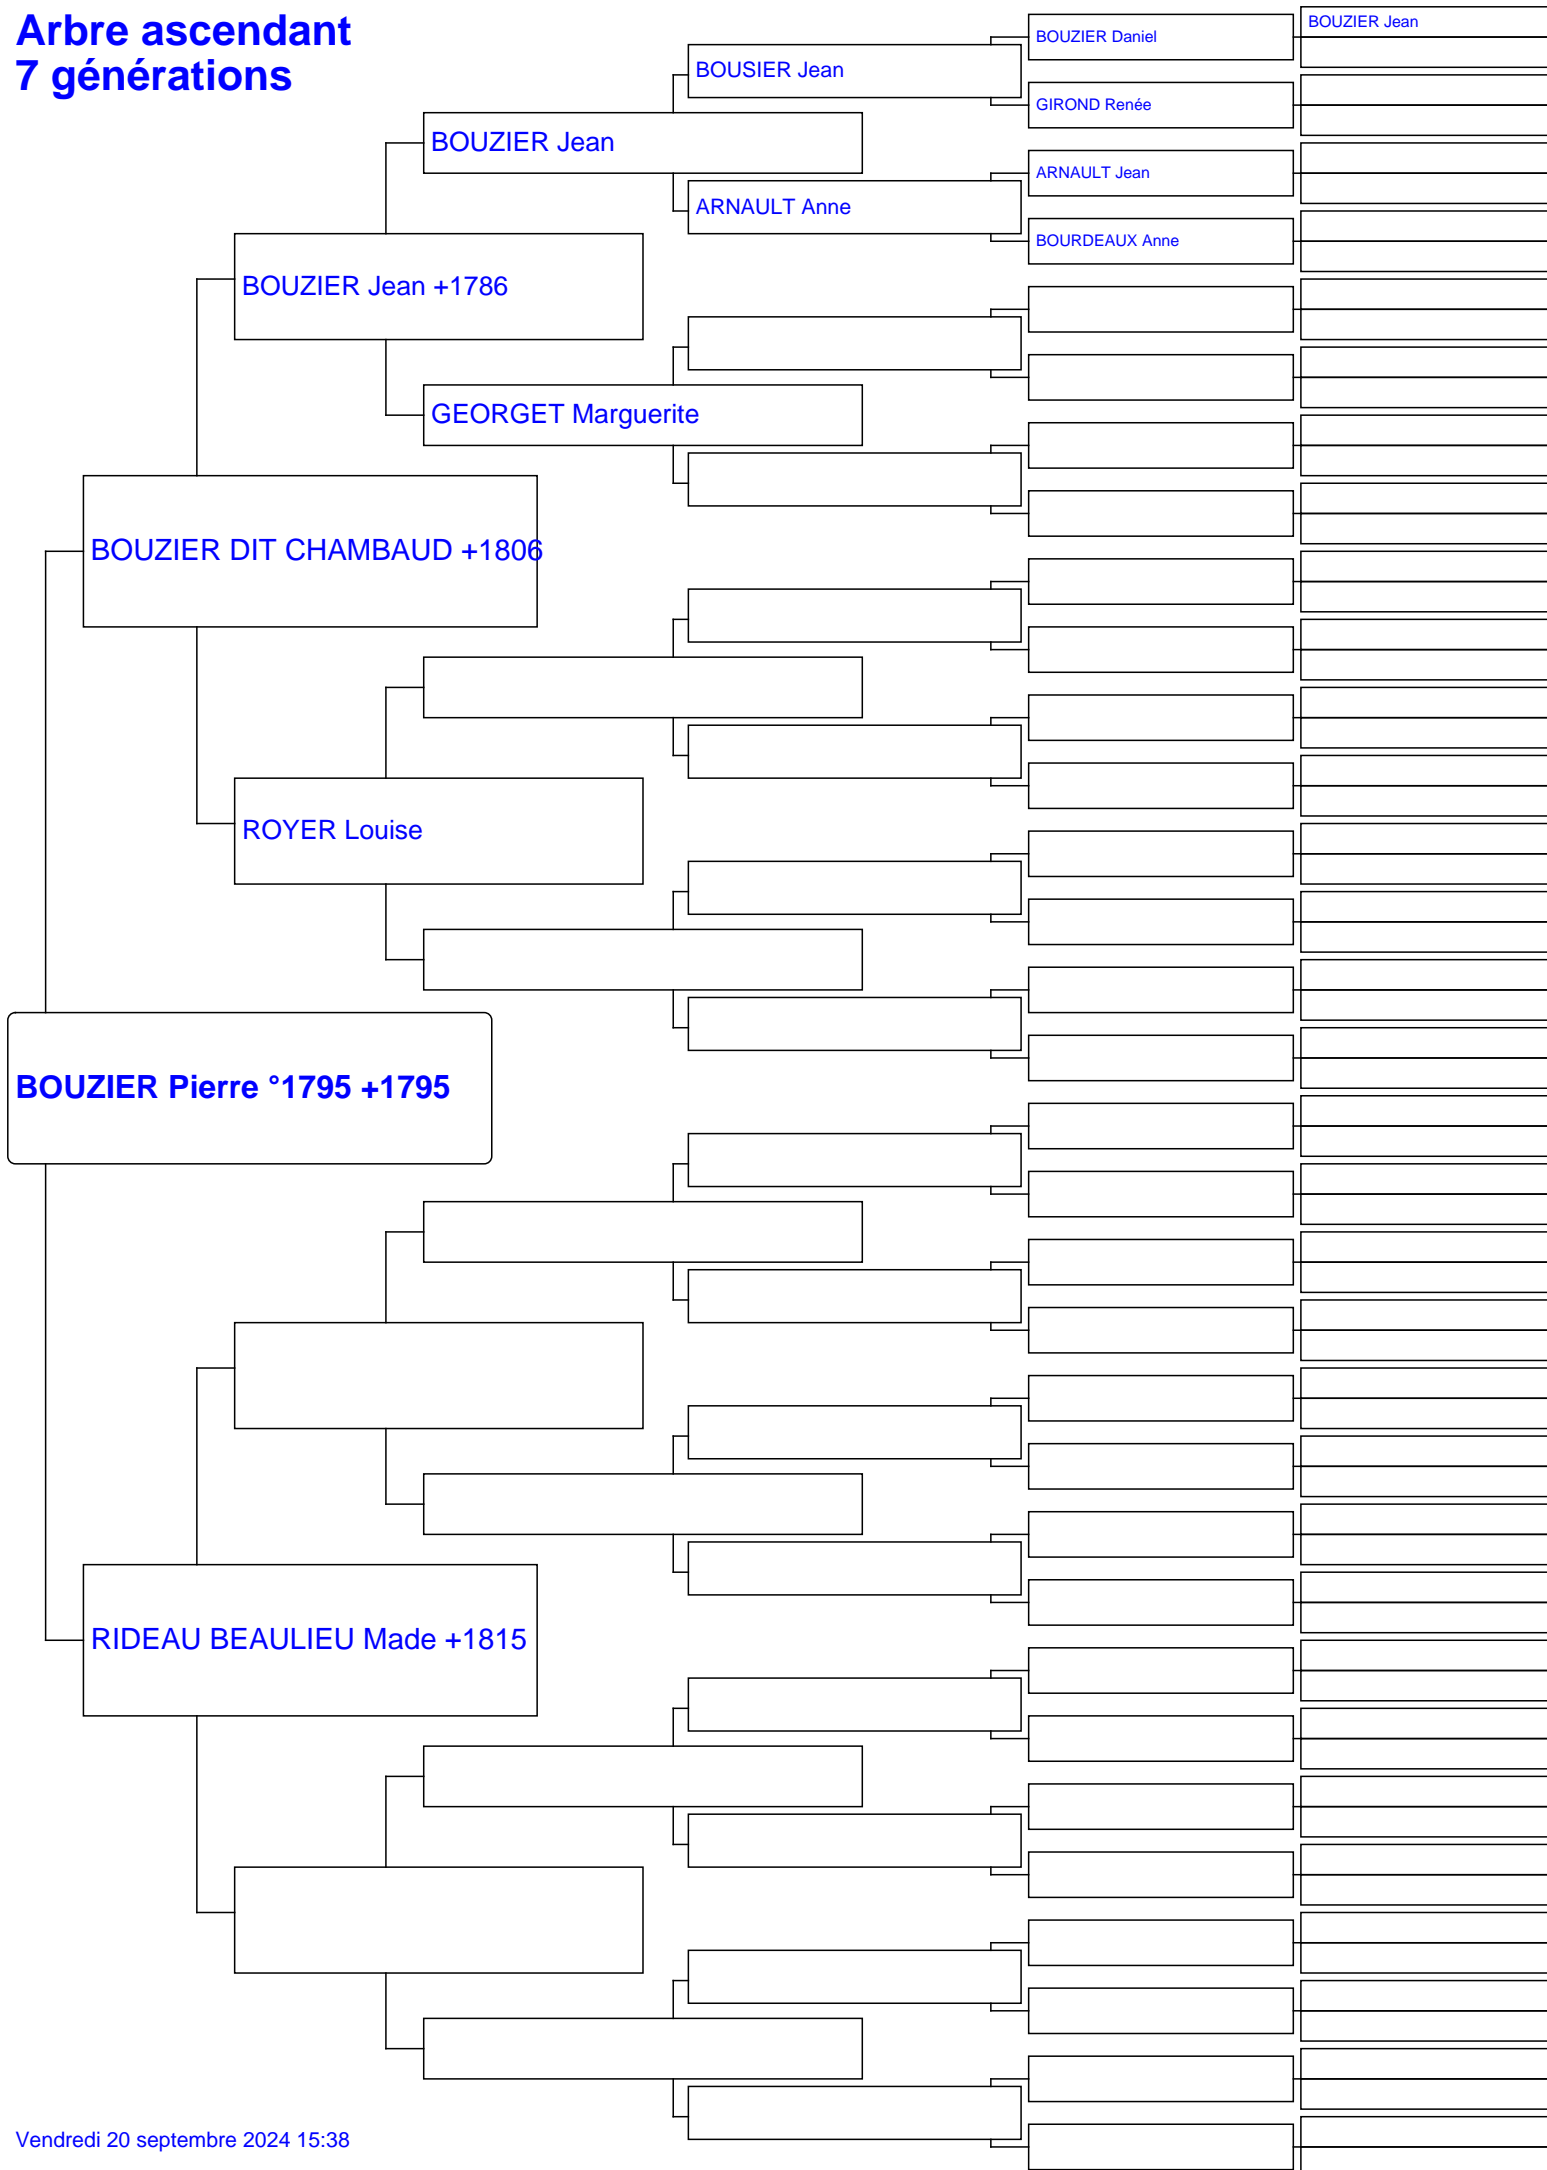 Arbre ascendant
7 générations
BOUZIER Jean
BOUZIER Daniel
BOUSIER Jean
GIROND Renée
BOUZIER Jean
ARNAULT Jean
ARNAULT Anne
BOURDEAUX Anne
BOUZIER Jean +1786
GEORGET Marguerite
BOUZIER DIT CHAMBAUD +1806
ROYER Louise
BOUZIER Pierre °1795 +1795
RIDEAU BEAULIEU Made +1815
Vendredi 20 septembre 2024 15:38